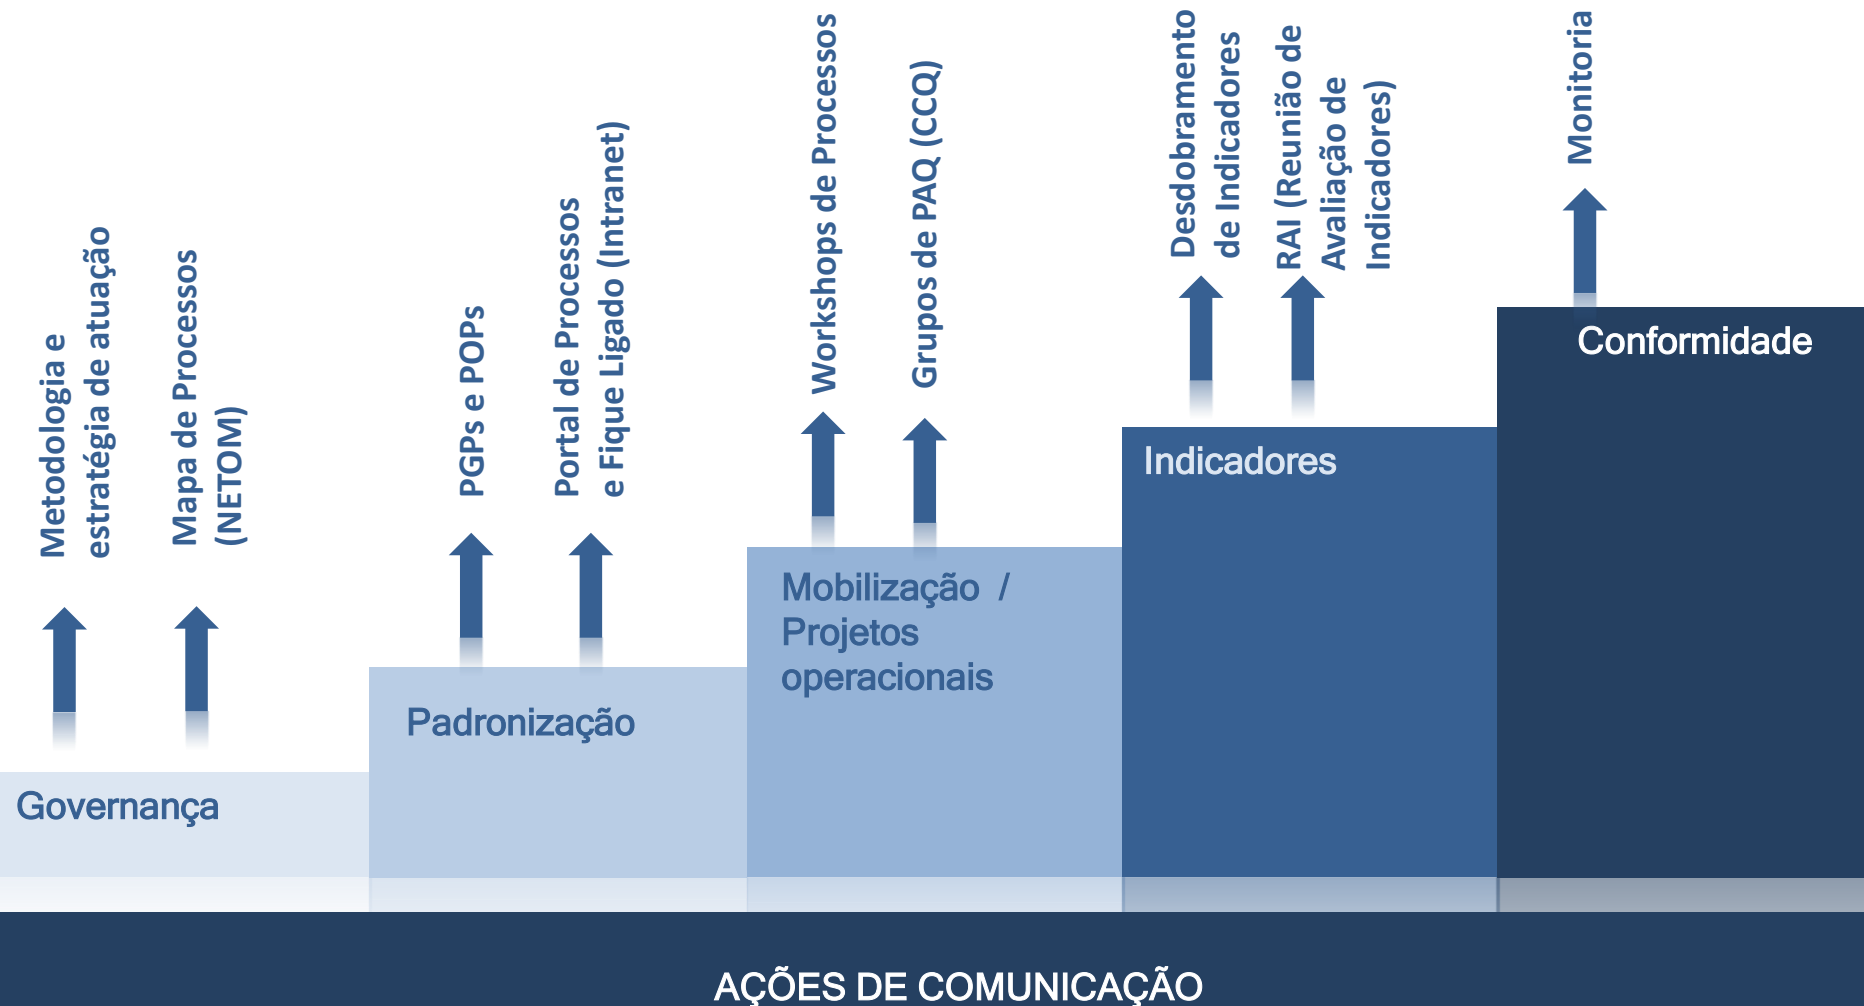 Metodologia e
estratégia de atuação
Mapa de Processos
(NETOM)
Governança
PGPs e POPs
Portal de Processos
e Fique Ligado (Intranet)
Padronização
Workshops de Processos
Grupos de PAQ (CCQ)
Mobilização /
Projetos
operacionais
Desdobramento
de Indicadores
RAI (Reunião de
Avaliação de
Indicadores)
Indicadores
Monitoria
Conformidade
AÇÕES DE COMUNICAÇÃO